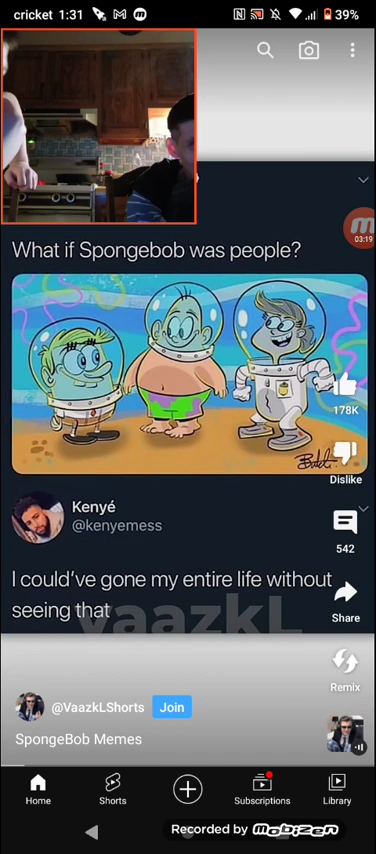 cricket 1:31
39%
03:19
What if Spongebob was people?
178K
Dislike
Kenyé
@kenyemess
542
I could've gone my entire life without
seeing that
Share
vaazkL
Remix
@VaazkLShorts Join
SpongeBob Memes
Home Shorts Subscriptions Library
Recorded by mobizen